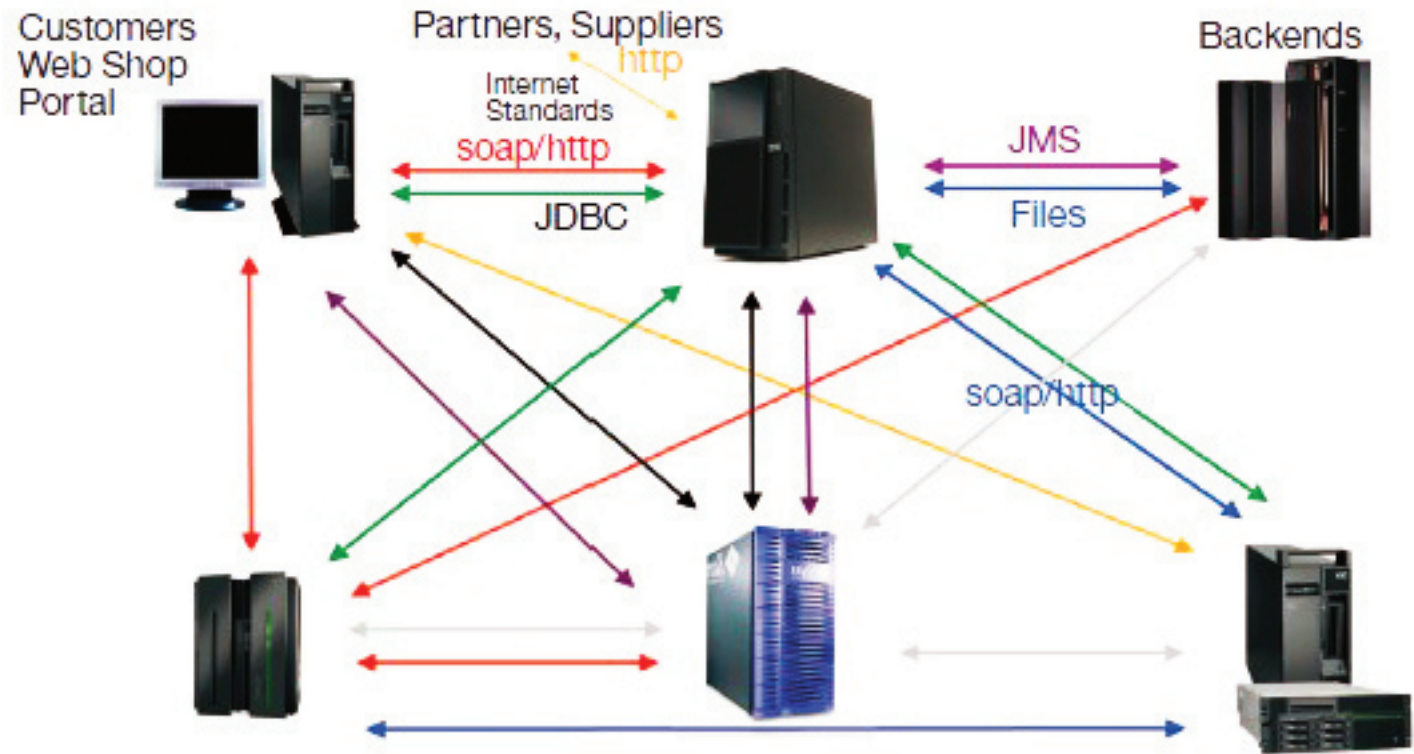 Customers
Web Shop
Portal
Partners, Suppliers
http
Internet
Standards
soap/http
JDBC
Backends
JMS
Files
soap/http